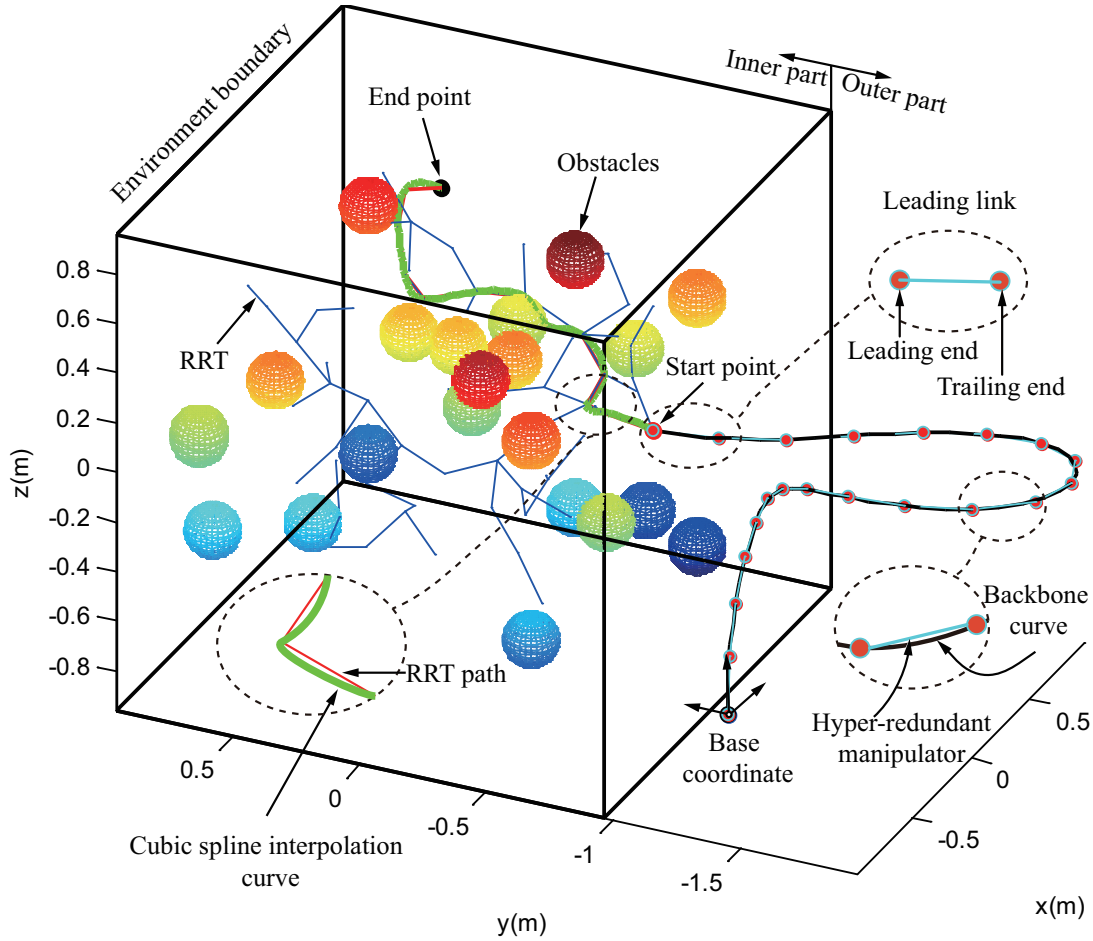 Environment boundary
Inner part
Outer part
End point
Obstacles
Leading link
Leading end
Trailing end
RRT
Start point
0.8
0.6
0.4
0.2
0
-0.2
-0.4
-0.6
-0.8
z(m)
RRT path
Backbone
curve
Hyper-redundant
manipulator
Base
coordinate
Cubic spline interpolation
curve
0.5
0
-0.5
-1
-1.5
y(m)
0.5
0
-0.5
x(m)